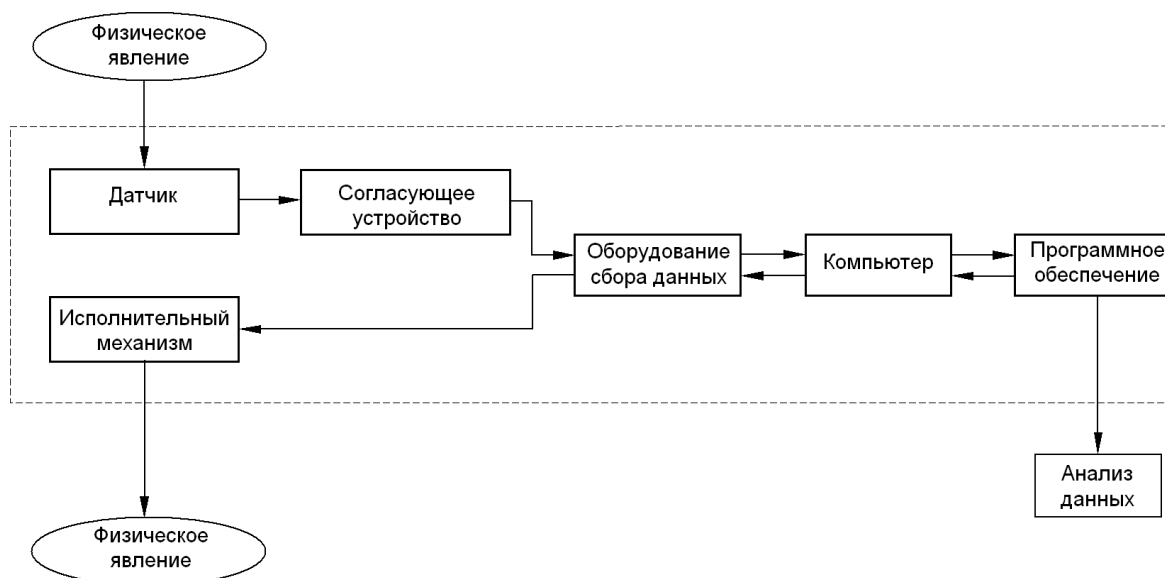 Физическое
явление
Датчик
Согласующее
устройство
Оборудование
сбора данных
Компьютер
Программное
обеспечение
Исполнительный
механизм
Анализ
данных
Физическое
явление